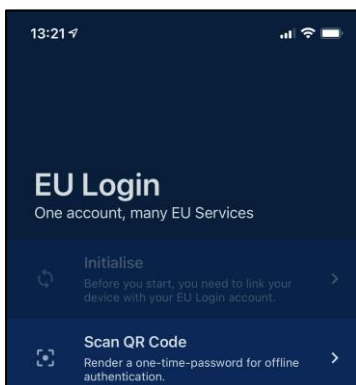 13:21
EU Login
One account, many EU Services
Initialise
Before you start, you need to link your
device with your EU Login account.
Scan QR Code
Render a one-time-password for offline
authentication.